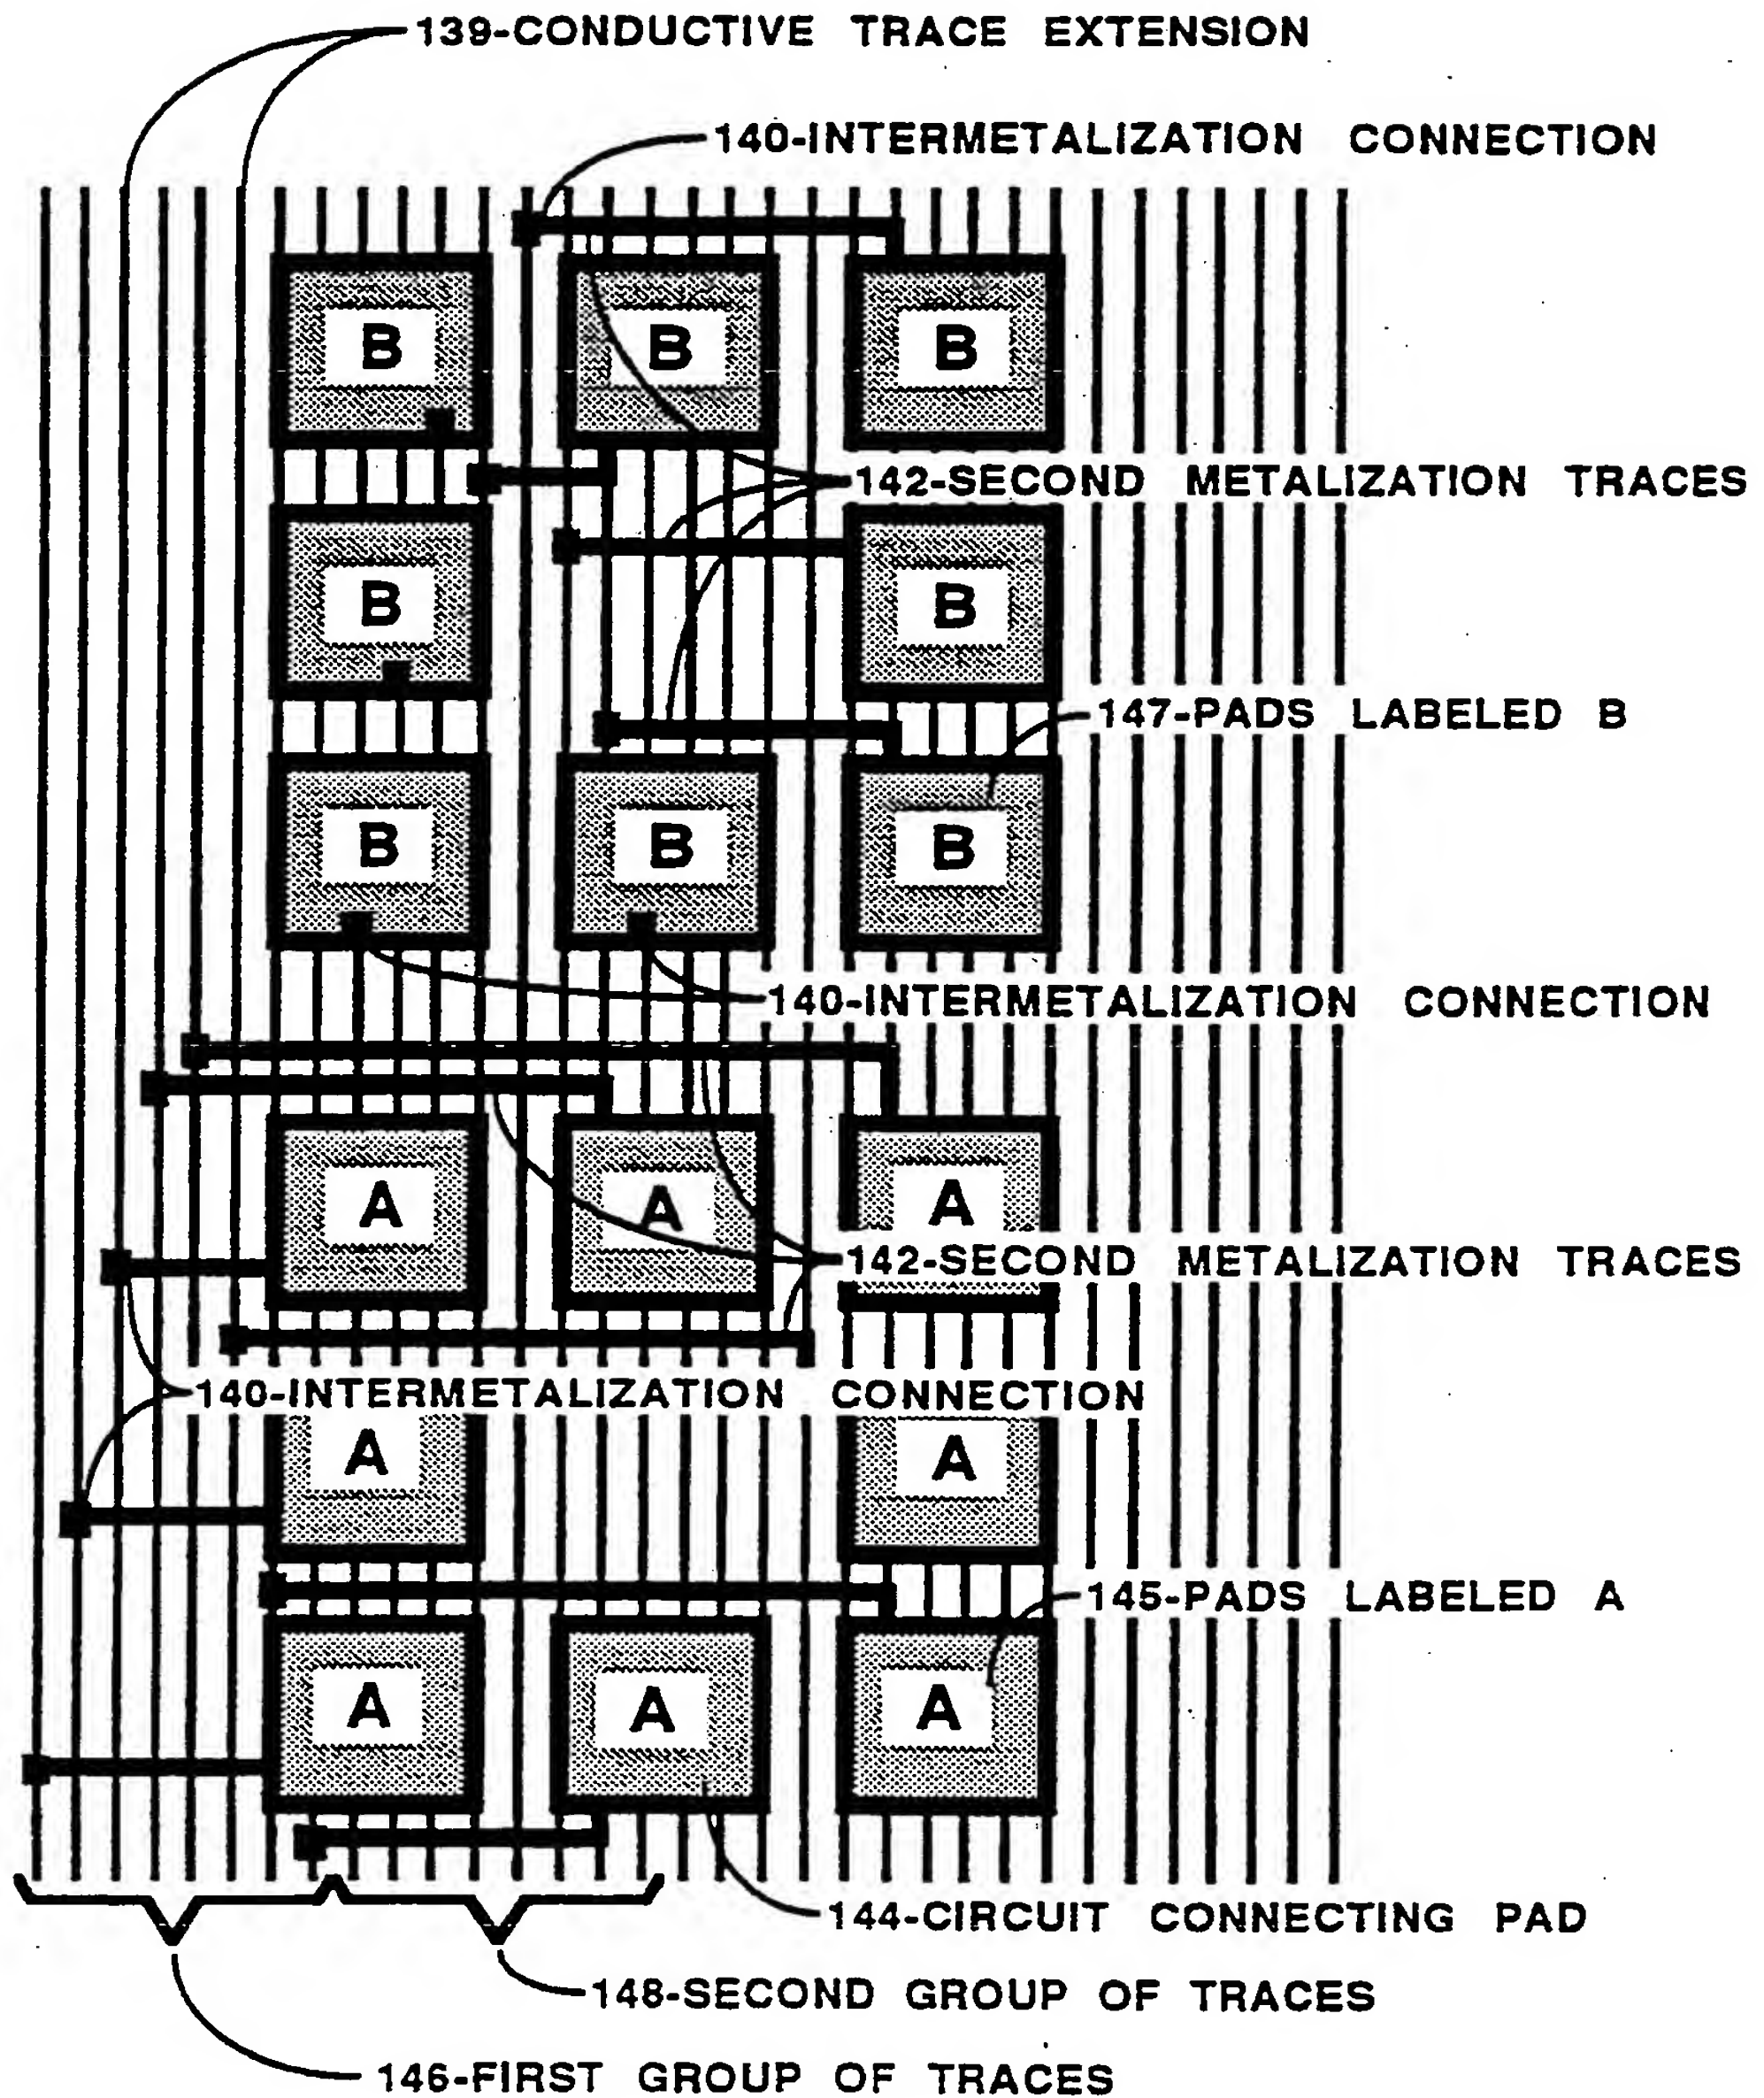 139-CONDUCTIVE TRACE EXTENSION
140-INTERMETALIZATION CONNECTION
B B B
142-SECOND METALIZATION TRACES
B B
147-PADS LABELED B
B B B
140-INTERMETALIZATION CONNECTION
A A A
142-SECOND METALIZATION TRACES
140-INTERMETALIZATION CONNECTION
A A
145-PADS LABELED A
A A A
144-CIRCUIT CONNECTING PAD
148-SECOND GROUP OF TRACES
146-FIRST GROUP OF TRACES